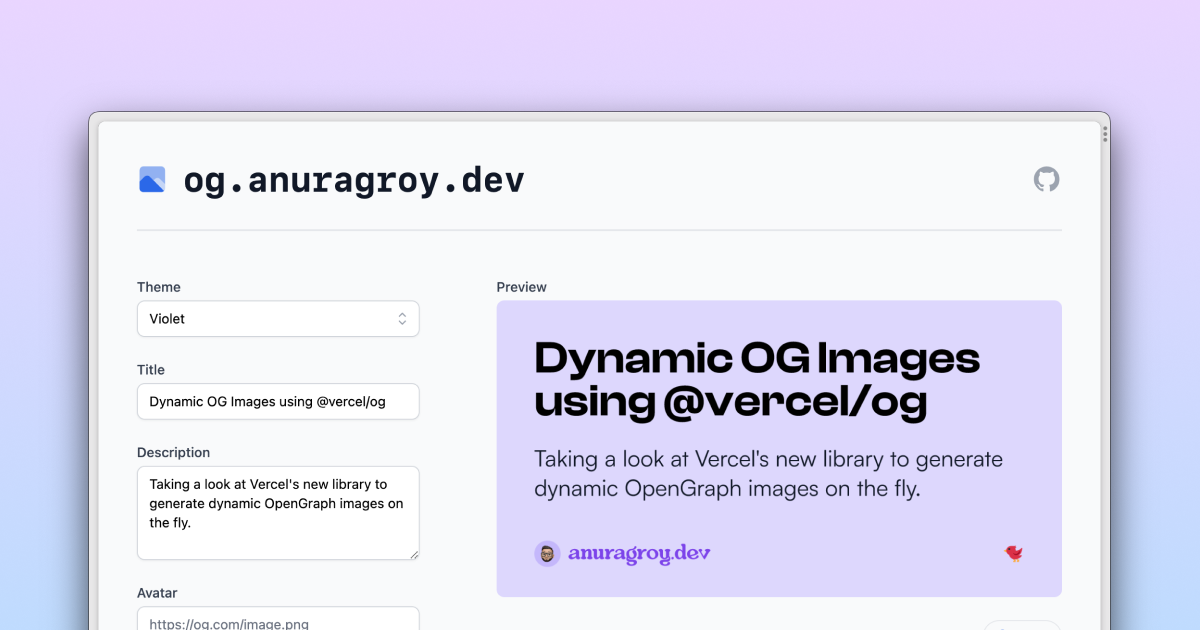 og.anuragroy.dev
Theme
Violet
Title
Dynamic OG Images using @vercel/og
Description
Taking a look at Vercel's new library to
generate dynamic OpenGraph images on
the fly.
Avatar
https://og.com/image.png
Preview
Dynamic OG Images
using @vercel/og
Taking a look at Vercel's new library to generate
dynamic OpenGraph images on the fly.
anuragroy.dev